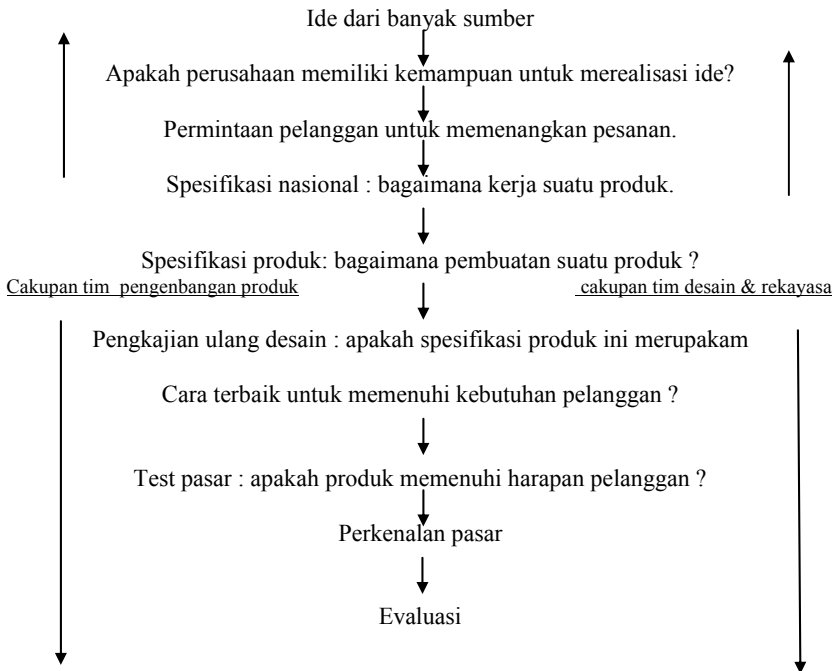 Ide dari banyak sumber
Apakah perusahaan memiliki kemampuan untuk merealisasi ide?
Permintaan pelanggan untuk memenangkan pesanan.
Spesifikasi nasional : bagaimana kerja suatu produk.
Spesifikasi produk: bagaimana pembuatan suatu produk ?
Cakupan tim pengenbangan produk
cakupan tim desain & rekayasa
Pengkajian ulang desain : apakah spesifikasi produk ini merupakam
Cara terbaik untuk memenuhi kebutuhan pelanggan ?
Test pasar : apakah produk memenuhi harapan pelanggan ?
Perkenalan pasar
Evaluasi